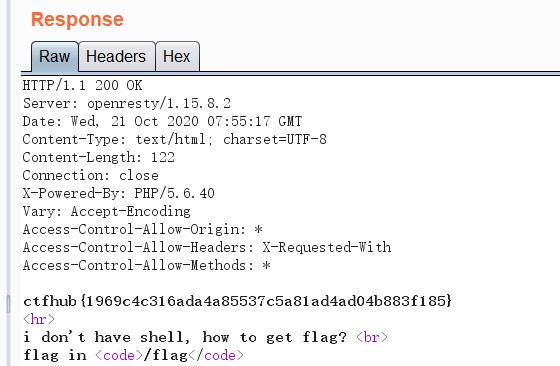 Response
Raw Headers Hex
HTTP/1.1 200 OK
Server: openresty/1.15.8.2
Date: Wed, 21 Oct 2020 07:55:17 GMT
Content-Type: text/html; charset=UTF-8
Content-Length: 122
Connection: close
X-Powered-By: PHP/5.6.40
Vary: Accept-Encoding
Access-Control-Allow-Origin: *
Access-Control-Allow-Headers: X-Requested-With
Access-Control-Allow-Methods: *
ctfhub{1969c4c316ada4a85537c5a81ad4ad04b883f185}
<hr>
i don't have shell, how to get flag? <br>
flag in <code>/flag</code>